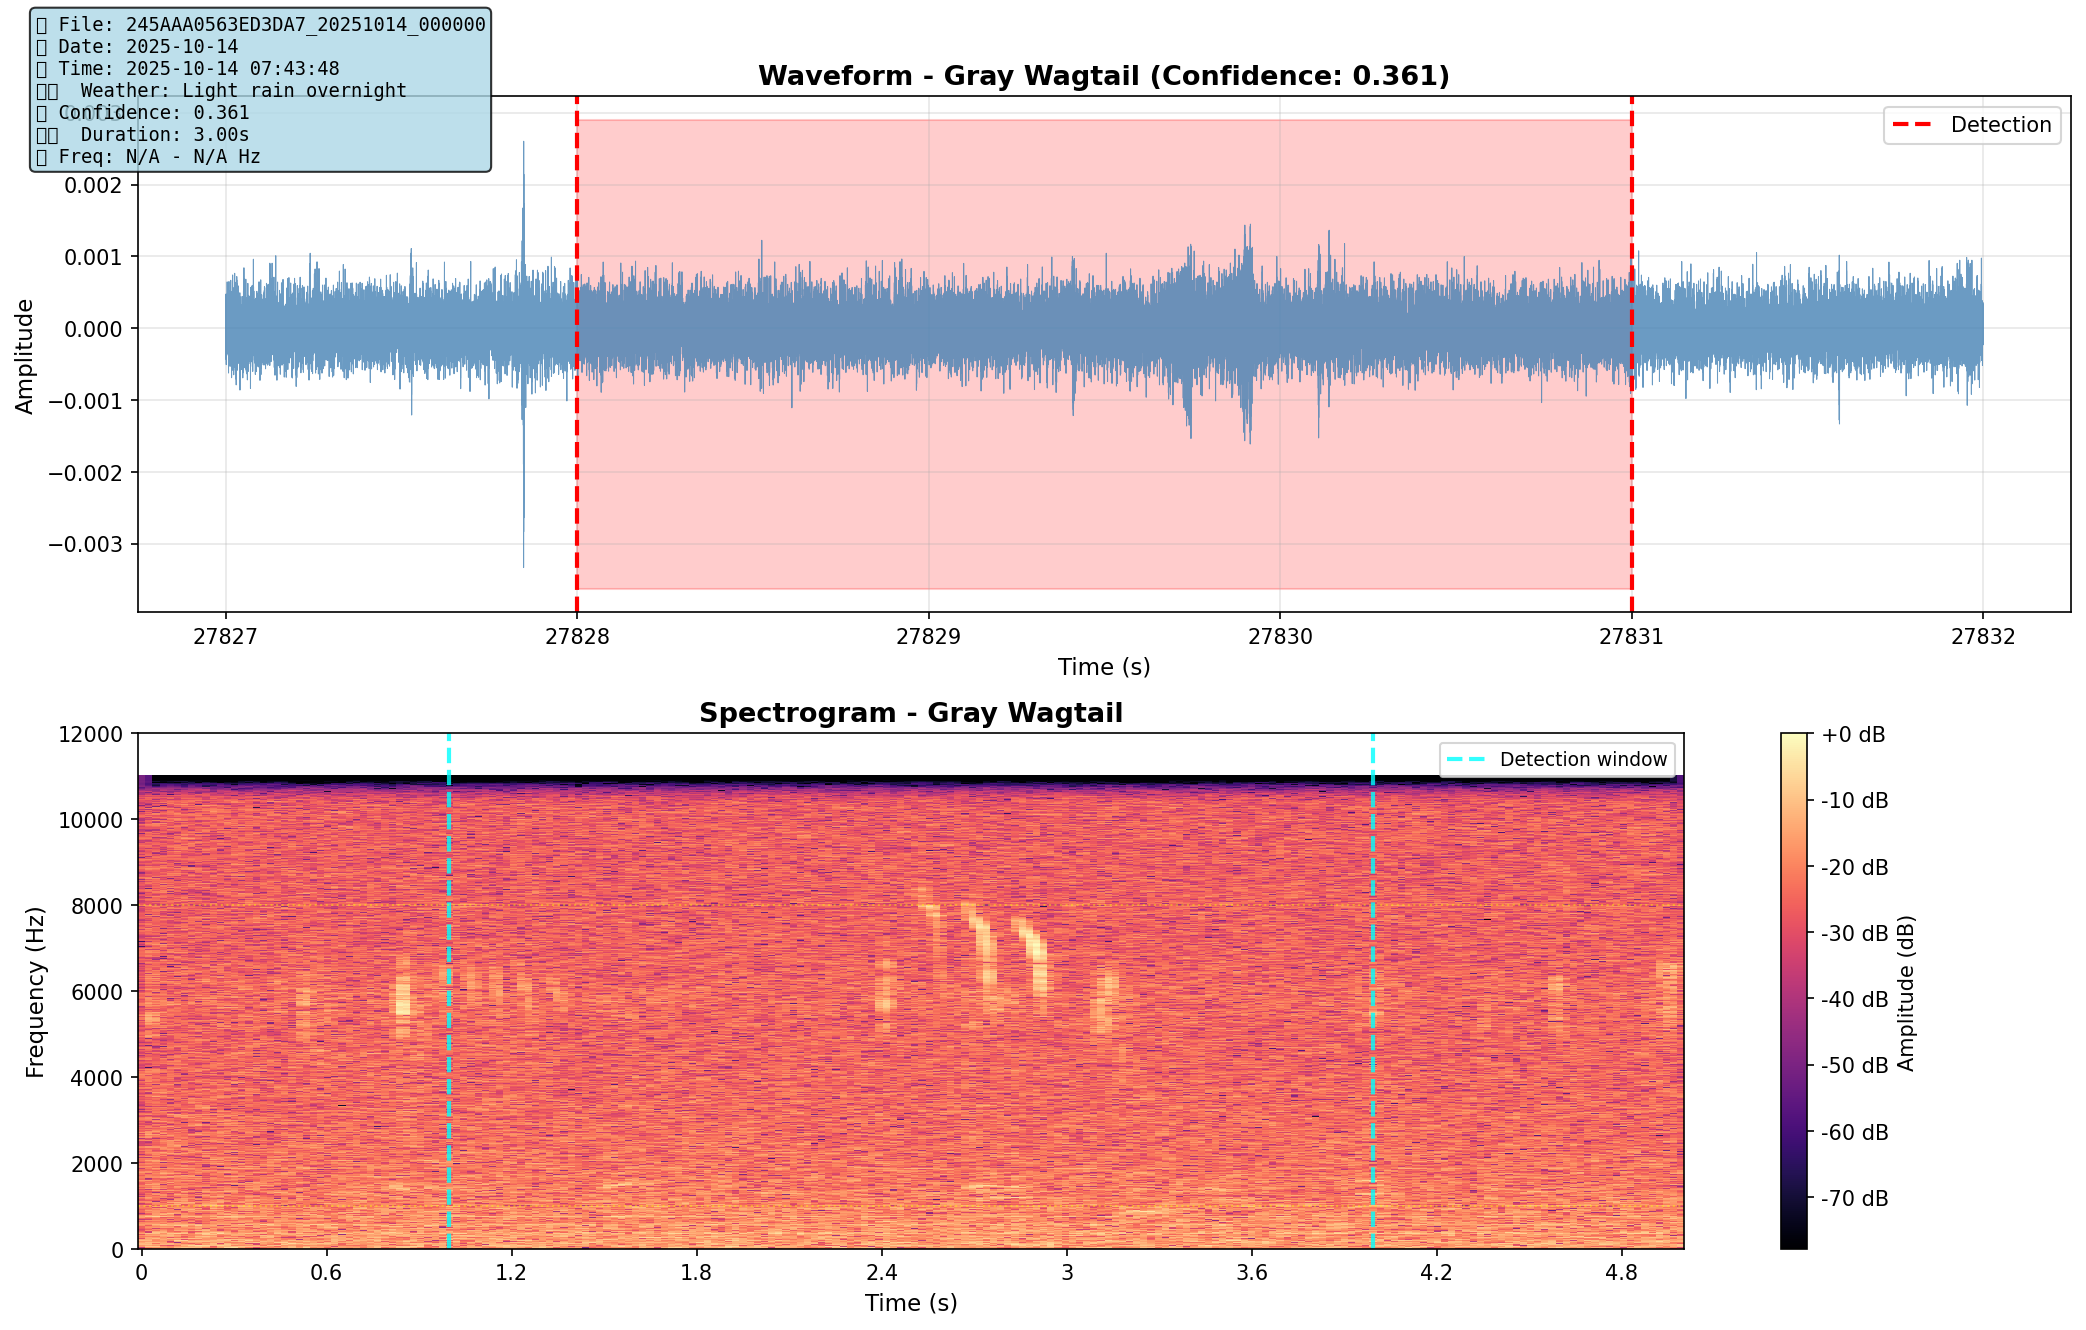 File: 245AAA0563ED3DA7_20251014_000000
Date: 2025-10-14
Time: 2025-10-14 07:43:48
Weather: Light rain overnight
Confidence: 0.361
Duration: 3.00s
Freq: N/A - N/A Hz
Waveform - Gray Wagtail (Confidence: 0.361)
Detection
0.003
0.002
0.001
0.000
−0.001
−0.002
−0.003
Amplitude
27827
27828
27829
27830
27831
27832
Time (s)
Spectrogram - Gray Wagtail
Detection window
12000
10000
8000
6000
4000
2000
0
Frequency (Hz)
0
0.6
1.2
1.8
2.4
3
3.6
4.2
4.8
Time (s)
+0 dB
-10 dB
-20 dB
-30 dB
-40 dB
-50 dB
-60 dB
-70 dB
Amplitude (dB)